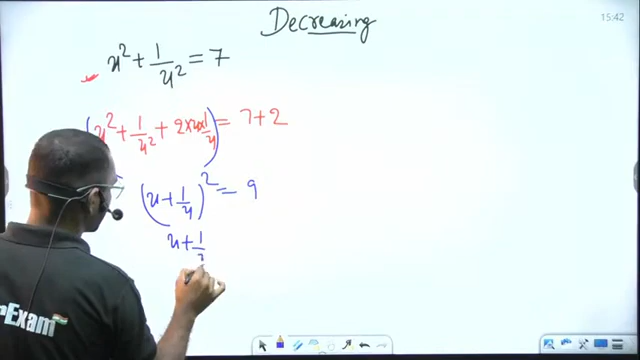 Decreasing
15:42
x² + 1/x² = 7
(x² + 1/x² + 2×x×1/x) = 7+2
(x + 1/x)² = 9
x + 1/
Exam